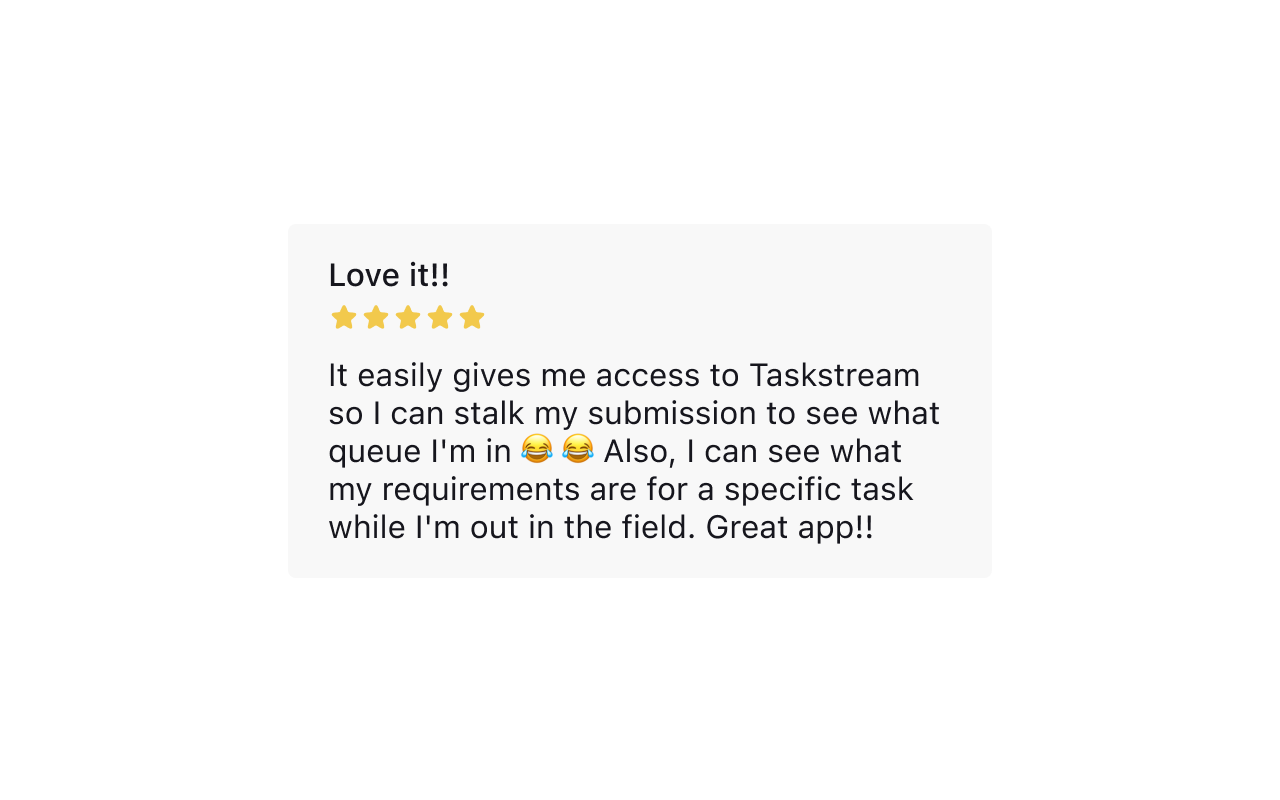 Love it!!
It easily gives me access to Taskstream
so I can stalk my submission to see what
queue I'm in 😂 😂 Also, I can see what
my requirements are for a specific task
while I'm out in the field. Great app!!